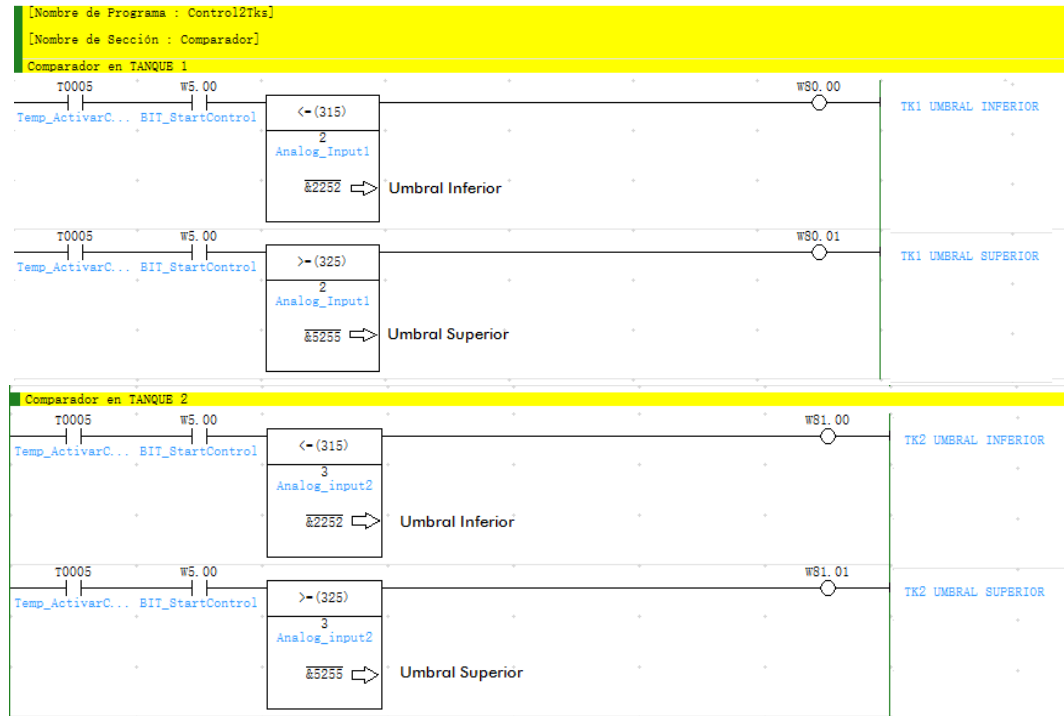 [Nombre de Programa : Control2Tks]
[Nombre de Sección : Comparador]
Comparador en TANQUE 1
T0005 W5.00 W80.00
Temp_ActivarC... BIT_StartControl <=(315) TK1 UMBRAL INFERIOR
2
Analog_Input1
&2252 Umbral Inferior
T0005 W5.00 W80.01
Temp_ActivarC... BIT_StartControl >=(325) TK1 UMBRAL SUPERIOR
2
Analog_Input1
&5255 Umbral Superior
Comparador en TANQUE 2
T0005 W5.00 W81.00
Temp_ActivarC... BIT_StartControl <=(315) TK2 UMBRAL INFERIOR
3
Analog_input2
&2252 Umbral Inferior
T0005 W5.00 W81.01
Temp_ActivarC... BIT_StartControl >=(325) TK2 UMBRAL SUPERIOR
3
Analog_input2
&5255 Umbral Superior